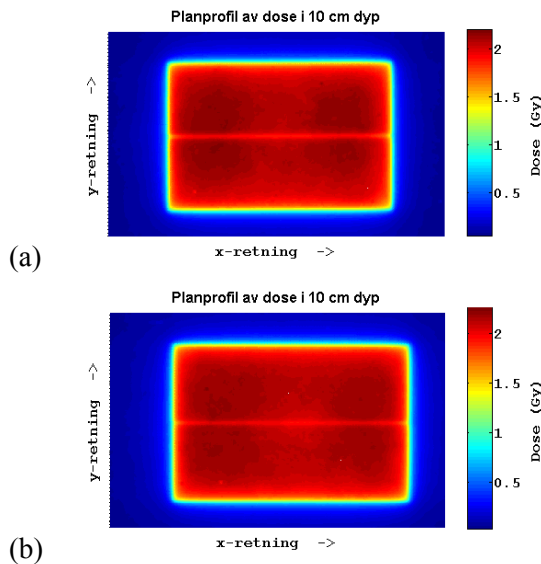 Planprofil av dose i 10 cm dyp
y-retning ->
2
1.5
1
0.5
Dose (Gy)
x-retning ->
(a)
Planprofil av dose i 10 cm dyp
y-retning ->
2
1.5
1
0.5
Dose (Gy)
x-retning ->
(b)